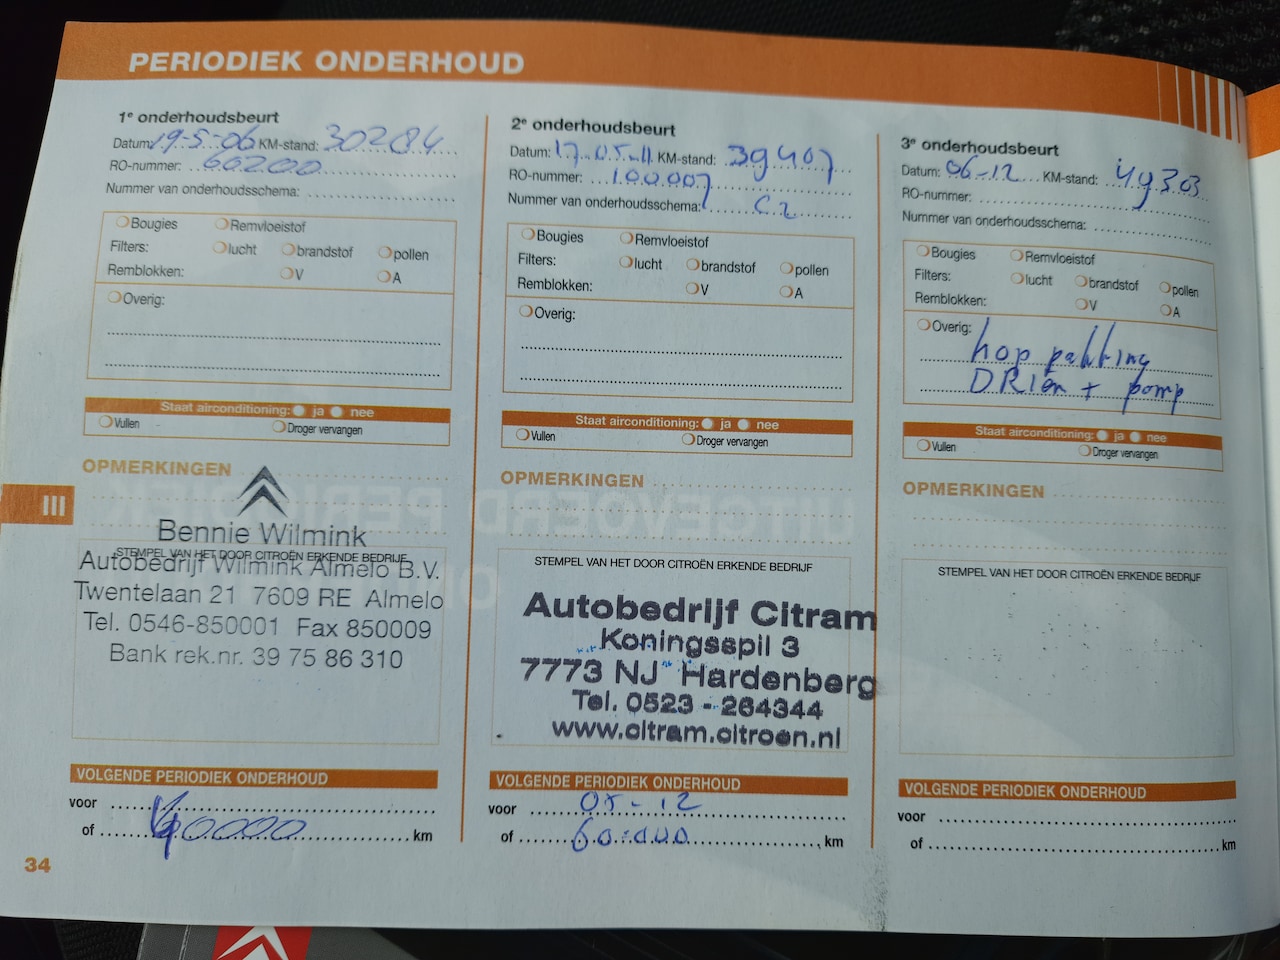 PERIODIEK ONDERHOUD
1e onderhoudsbeurt
Datum: 19-5-06 KM-stand: 30284
RO-nummer: 60200
Nummer van onderhoudsschema:
Bougies Remvloeistof
Filters: lucht brandstof pollen
Remblokken: V A
Overig:
Staat airconditioning: ja nee
Vullen Droger vervangen
OPMERKINGEN
Bennie Wilmink
STEMPEL VAN HET DOOR CITROËN ERKENDE BEDRIJF
Autobedrijf Wilmink Almelo B.V.
Twentelaan 21 7609 RE Almelo
Tel. 0546-850001 Fax 850009
Bank rek.nr. 39 75 86 310
VOLGENDE PERIODIEK ONDERHOUD
voor
of 40000 km
2e onderhoudsbeurt
Datum: 17-05-11 KM-stand: 39407
RO-nummer: 100007
Nummer van onderhoudsschema: C2
Bougies Remvloeistof
Filters: lucht brandstof pollen
Remblokken: V A
Overig:
Staat airconditioning: ja nee
Vullen Droger vervangen
OPMERKINGEN
STEMPEL VAN HET DOOR CITROËN ERKENDE BEDRIJF
Autobedrijf Citram
Koningsspil 3
7773 NJ Hardenberg
Tel. 0523 - 264344
www.citram.citroen.nl
VOLGENDE PERIODIEK ONDERHOUD
voor 05-12
of 60.000 km
3e onderhoudsbeurt
Datum: 06-12 KM-stand: 49303
RO-nummer:
Nummer van onderhoudsschema:
Bougies Remvloeistof
Filters: lucht brandstof pollen
Remblokken: V A
Overig: kop pakking
DRiem + pomp
Staat airconditioning: ja nee
Vullen Droger vervangen
OPMERKINGEN
STEMPEL VAN HET DOOR CITROËN ERKENDE BEDRIJF
VOLGENDE PERIODIEK ONDERHOUD
voor
of km
III
34